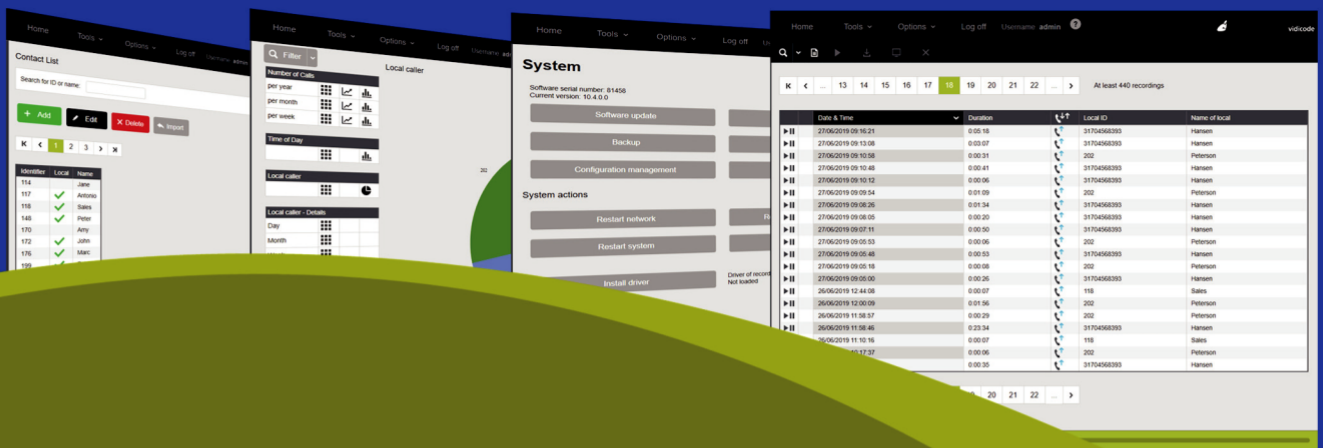 Home Tools Options Log off Username admin
Contact List
Search for ID or name:
+ Add Edit X Delete Import
1 2 3
Identifier Local Name
114 Jane
117 Antonio
118 Sales
148 Peter
170 Amy
172 John
176 Marc
199
Home Tools Options Log off Username
Filter
Local caller
Number of Calls
per year
per month
per week
Time of Day
Local caller
202
Local caller - Details
Day
Month
Home Tools Options Log off
System
Software serial number: 81456
Current version: 10.4.0.0
Software update
Backup
Configuration management
System actions
Restart network
Restart system
Install driver
Driver of
Not loaded
Home Tools Options Log off Username admin ? vidicode
... 13 14 15 16 17 18 19 20 21 22 ... At least 440 recordings
Date & Time Duration Local ID Name of local
27/06/2019 09:16:21 0:05:18 31704568393 Hansen
27/06/2019 09:13:08 0:03:07 31704568393 Hansen
27/06/2019 09:10:58 0:00:31 202 Peterson
27/06/2019 09:10:48 0:00:41 31704568393 Hansen
27/06/2019 09:10:12 0:00:06 31704568393 Hansen
27/06/2019 09:09:54 0:01:09 202 Peterson
27/06/2019 09:08:26 0:01:34 31704568393 Hansen
27/06/2019 09:08:05 0:00:20 31704568393 Hansen
27/06/2019 09:07:11 0:00:50 31704568393 Hansen
27/06/2019 09:05:53 0:00:06 202 Peterson
27/06/2019 09:05:48 0:00:53 31704568393 Hansen
27/06/2019 09:05:18 0:00:08 202 Peterson
27/06/2019 09:05:00 0:00:26 31704568393 Hansen
26/06/2019 12:44:08 0:00:07 118 Sales
26/06/2019 12:00:09 0:01:56 202 Peterson
26/06/2019 11:58:57 0:00:29 202 Peterson
26/06/2019 11:58:46 0:23:34 31704568393 Hansen
26/06/2019 11:10:16 0:00:07 118 Sales
0:00:06 202 Peterson
0:00:35 31704568393 Hansen
20 21 22 ...